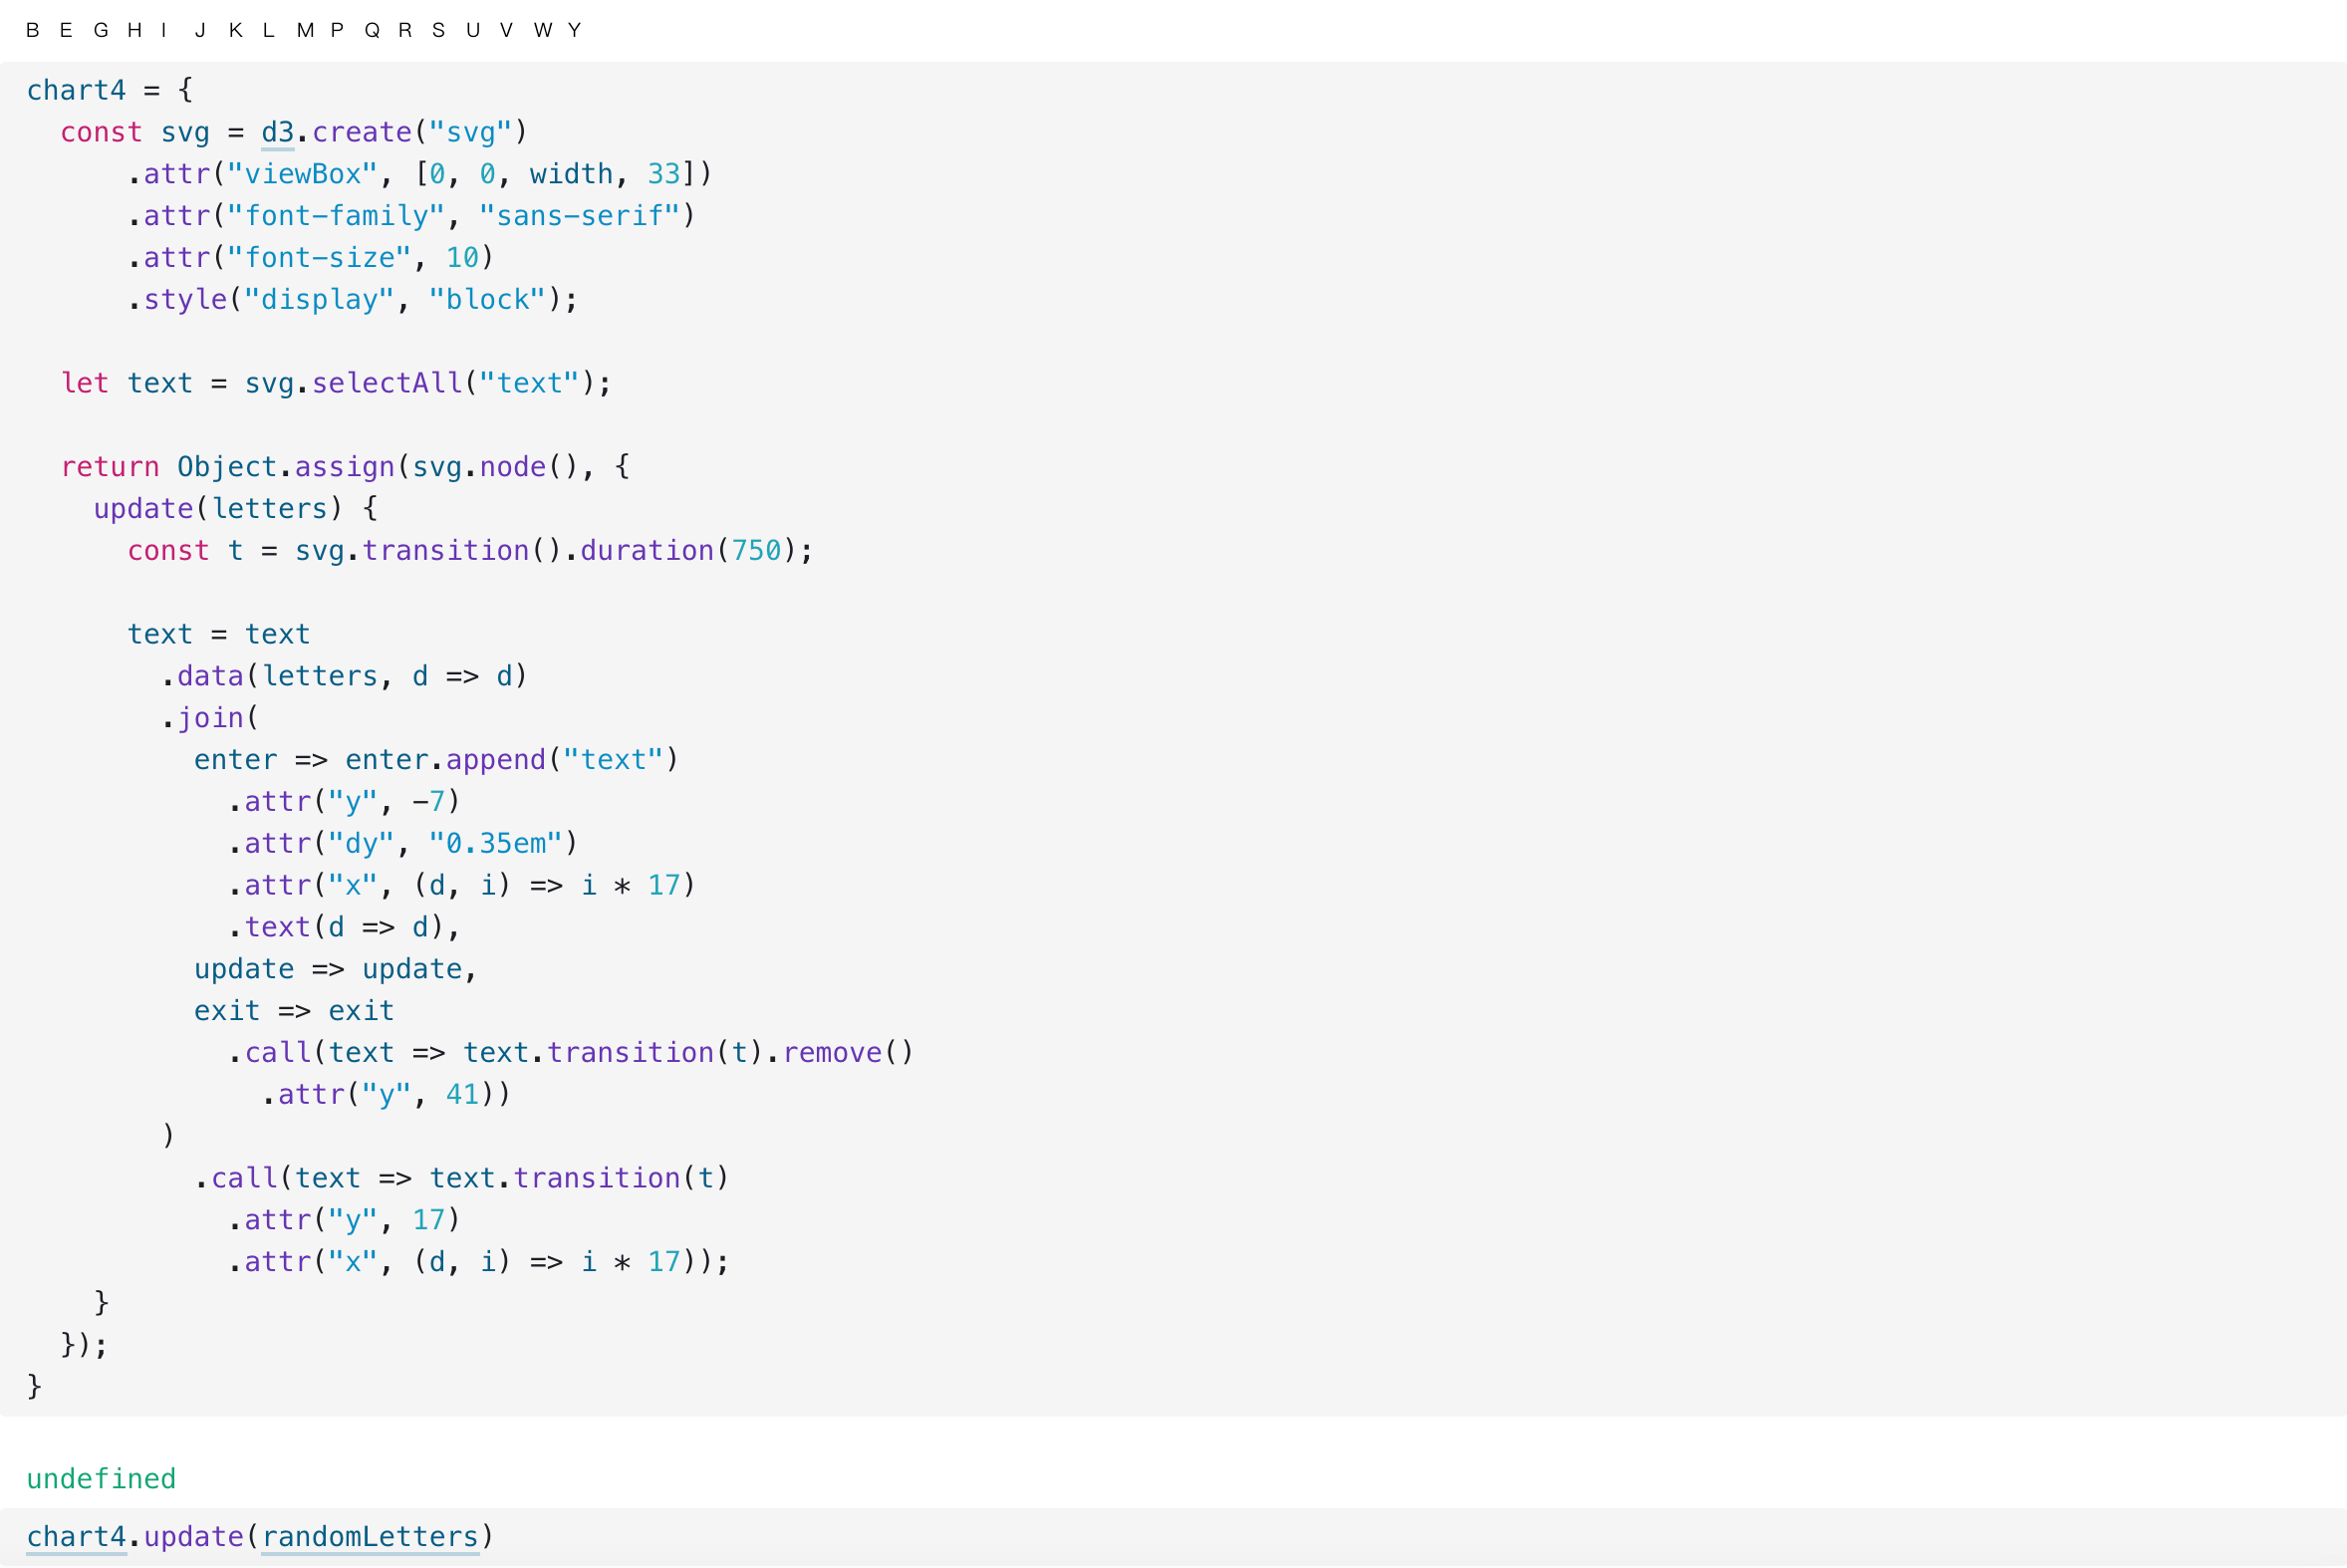 B E G H I J K L M P Q R S U V W Y
chart4 = {
  const svg = d3.create("svg")
      .attr("viewBox", [0, 0, width, 33])
      .attr("font-family", "sans-serif")
      .attr("font-size", 10)
      .style("display", "block");

  let text = svg.selectAll("text");

  return Object.assign(svg.node(), {
    update(letters) {
      const t = svg.transition().duration(750);

      text = text
        .data(letters, d => d)
        .join(
          enter => enter.append("text")
            .attr("y", -7)
            .attr("dy", "0.35em")
            .attr("x", (d, i) => i * 17)
            .text(d => d),
          update => update,
          exit => exit
            .call(text => text.transition(t).remove()
              .attr("y", 41))
        )
          .call(text => text.transition(t)
            .attr("y", 17)
            .attr("x", (d, i) => i * 17));
    }
  });
}
undefined
chart4.update(randomLetters)